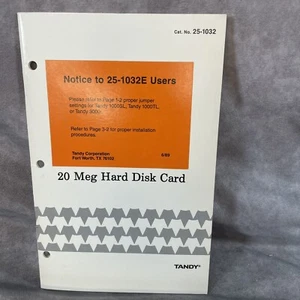 Cat. No. 25-1032
Notice to 25-1032E Users
Please refer to Page 1-2 proper jumper
settings for Tandy 1000SL, Tandy 1000TL,
or Tandy 3000.
Refer to Page 3-3 for proper installation
procedures.
Tandy Corporation
Fort Worth, TX 76102
20 Meg Hard Disk Card
TANDY